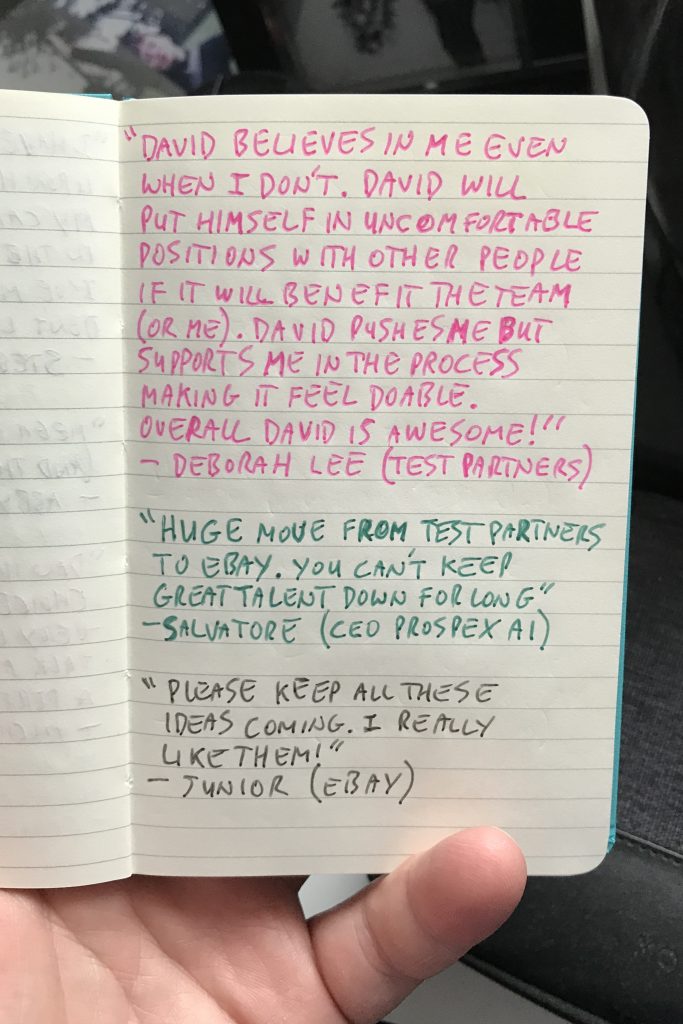 "DAVID BELIEVES IN ME EVEN
WHEN I DON'T. DAVID WILL
PUT HIMSELF IN UNCOMFORTABLE
POSITIONS WITH OTHER PEOPLE
IF IT WILL BENEFIT THE TEAM
(OR ME). DAVID PUSHES ME BUT
SUPPORTS ME IN THE PROCESS
MAKING IT FEEL DOABLE.
OVERALL DAVID IS AWESOME!"
- DEBORAH LEE (TEST PARTNERS)
"HUGE MOVE FROM TEST PARTNERS
TO EBAY. YOU CAN'T KEEP
GREAT TALENT DOWN FOR LONG"
-SALVATORE (CEO PROSPEX AI)
"PLEASE KEEP ALL THESE
IDEAS COMING. I REALLY
LIKE THEM!"
- JUNIOR (EBAY)